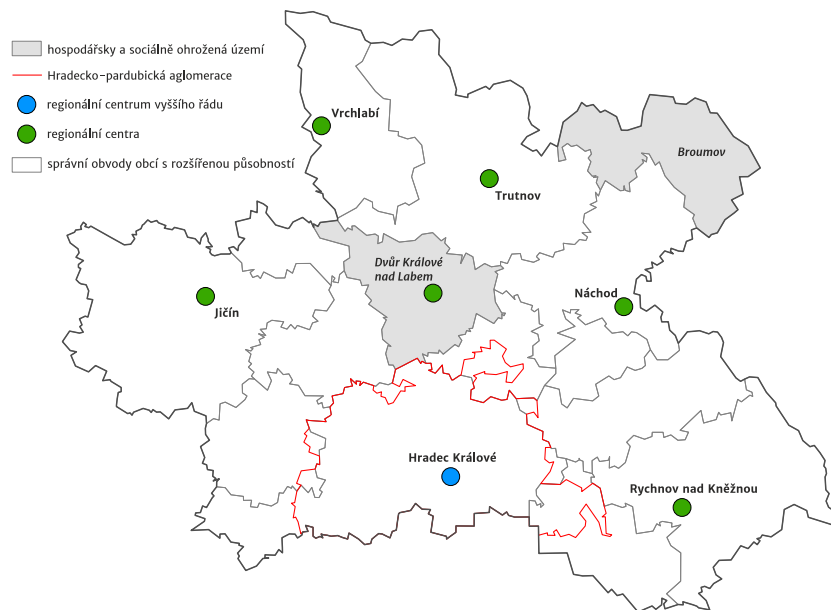 hospodářsky a sociálně ohrožená území
Hradecko-pardubická aglomerace
regionální centrum vyššího řádu
regionální centra
správní obvody obcí s rozšířenou působností
Vrchlabí
Broumov
Trutnov
Dvůr Králové
nad Labem
Náchod
Jičín
Hradec Králové
Rychnov nad Kněžnou